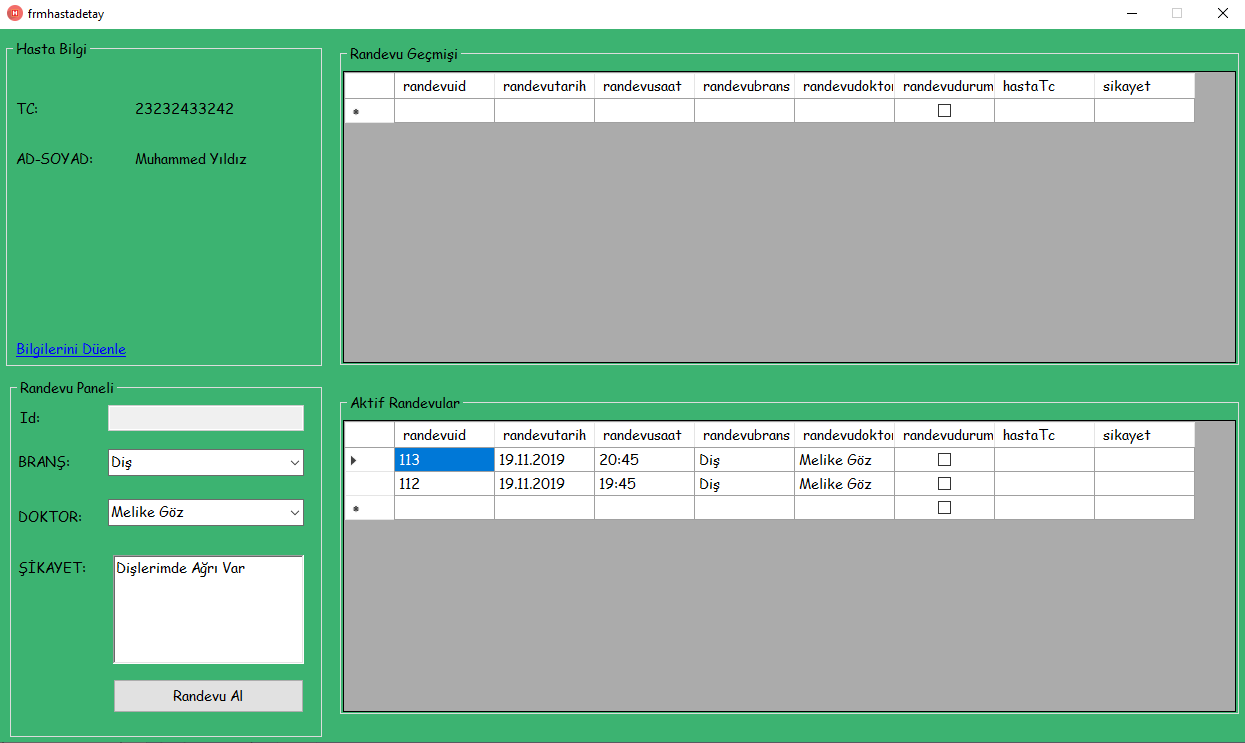 frmhastadetay
Hasta Bilgi
TC: 23232433242
AD-SOYAD: Muhammed Yıldız
Bilgilerini Düenle
Randevu Geçmişi
randevuid randevutarih randevusaat randevubrans randevudoktor randevudurum hastaTc sikayet
Randevu Paneli
Id:
BRANŞ: Diş
DOKTOR: Melike Göz
ŞİKAYET: Dişlerimde Ağrı Var
Randevu Al
Aktif Randevular
randevuid randevutarih randevusaat randevubrans randevudoktor randevudurum hastaTc sikayet
113 19.11.2019 20:45 Diş Melike Göz
112 19.11.2019 19:45 Diş Melike Göz